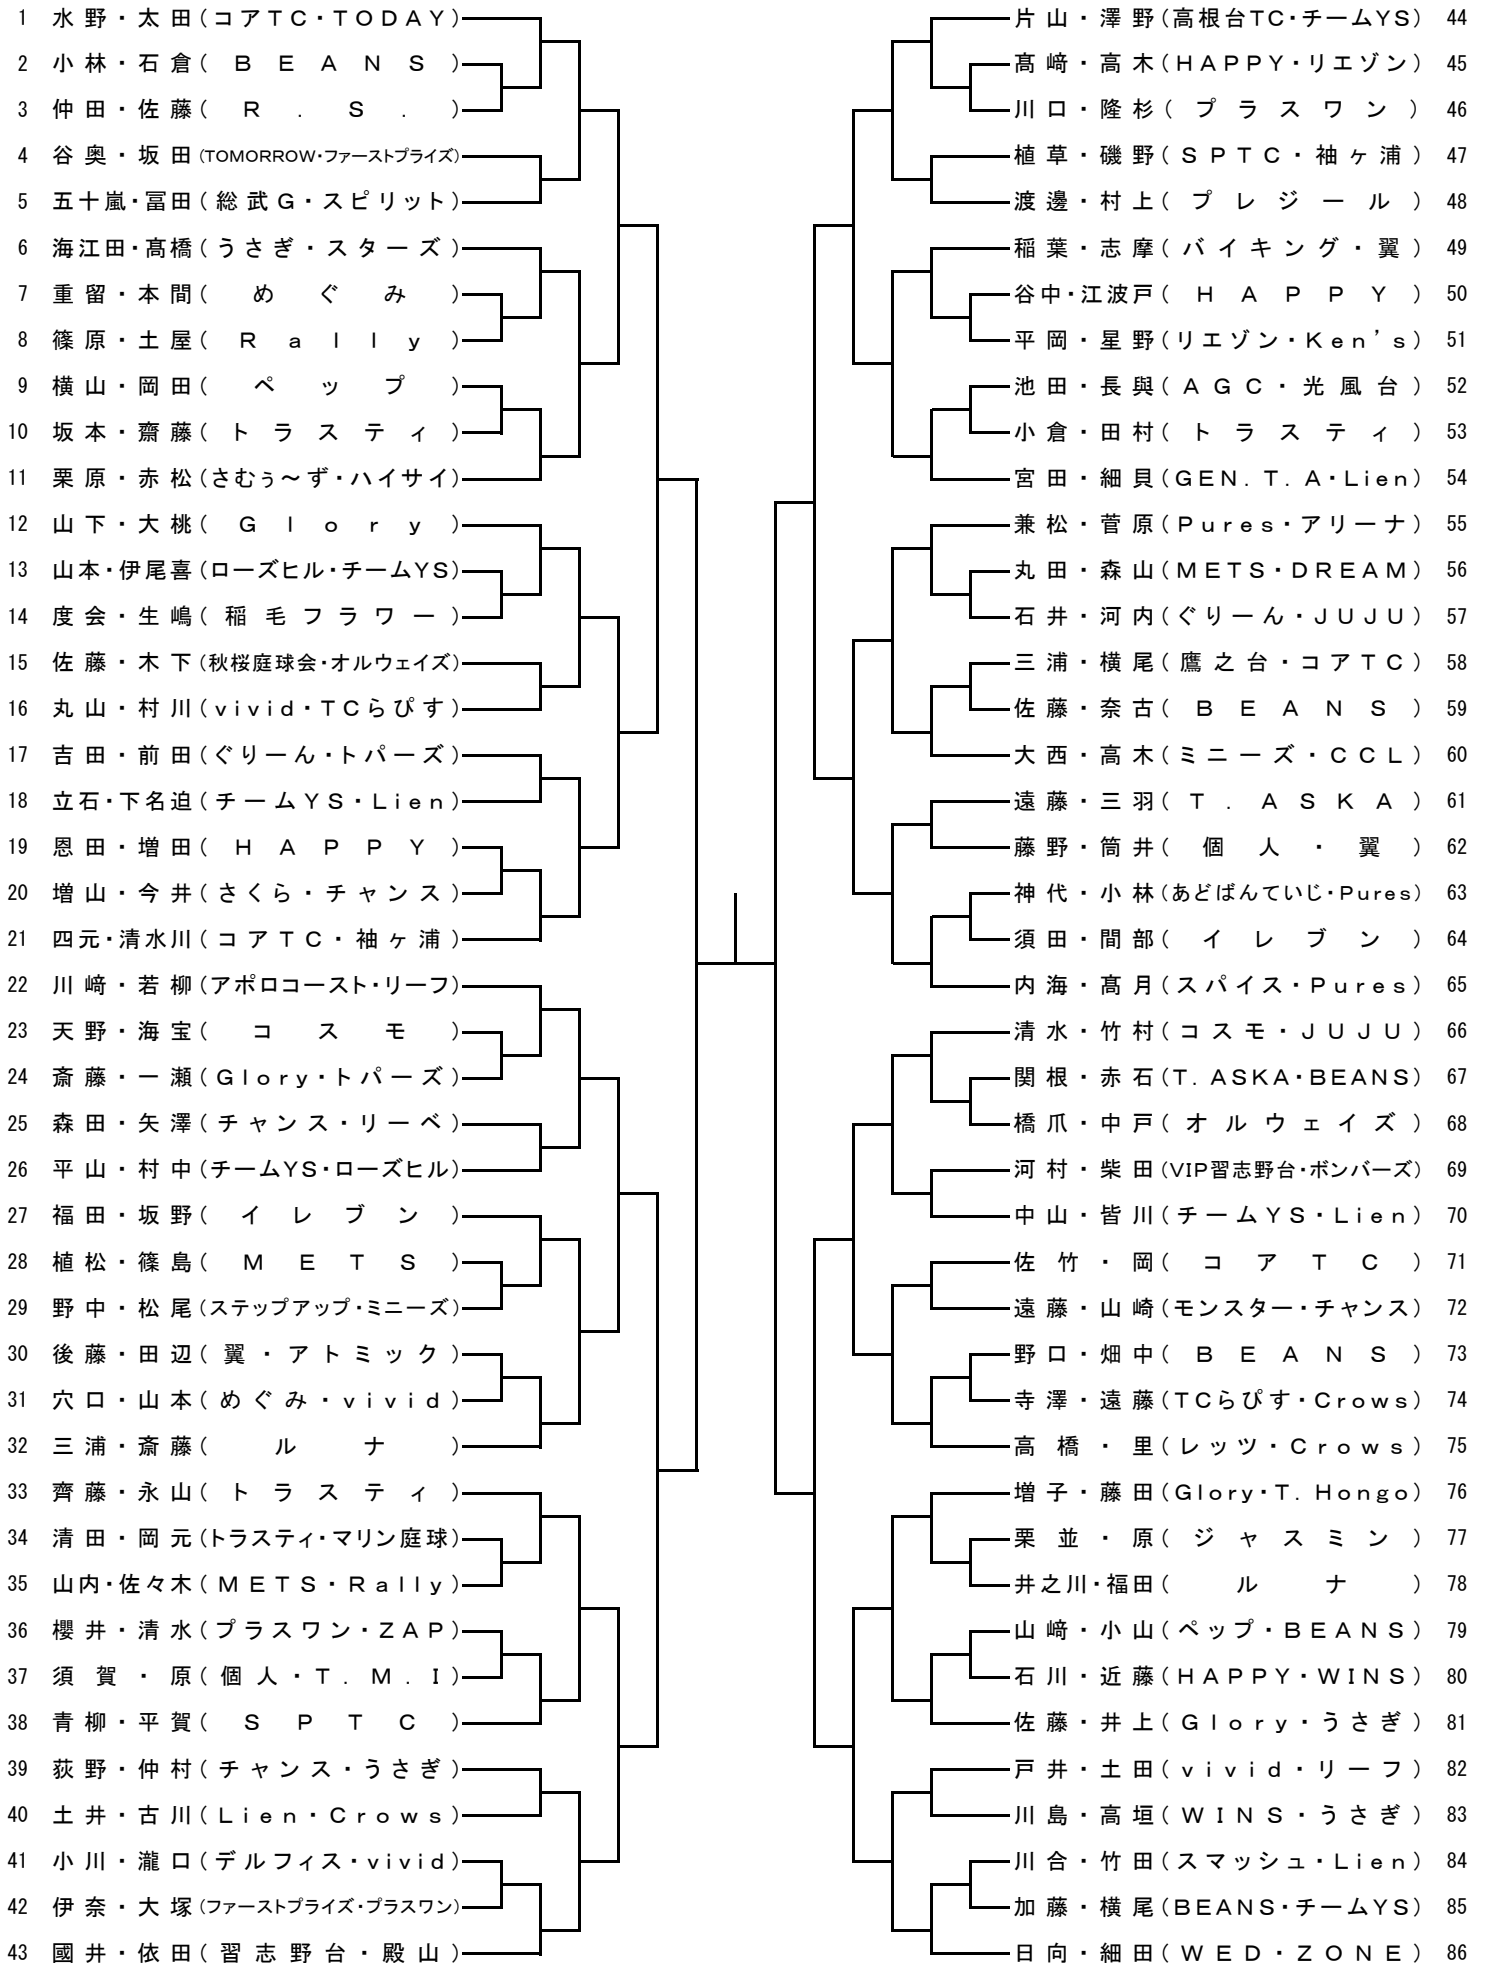 1 水野・太田(コアTC・TODAY)
2 小林・石倉(BEANS)
3 仲田・佐藤(R.S.)
4 谷奥・坂田(TOMORROW・ファーストプライズ)
5 五十嵐・冨田(総武G・スピリット)
6 海江田・髙橋(うさぎ・スターズ)
7 重留・本間(めぐみ)
8 篠原・土屋(Rally)
9 横山・岡田(ペップ)
10 坂本・齋藤(トラスティ)
11 栗原・赤松(さむぅ～ず・ハイサイ)
12 山下・大桃(Glory)
13 山本・伊尾喜(ローズヒル・チームYS)
14 度会・生嶋(稲毛フラワー)
15 佐藤・木下(秋桜庭球会・オルウェイズ)
16 丸山・村川(vivid・TCらぴす)
17 吉田・前田(ぐりーん・トパーズ)
18 立石・下名迫(チームYS・Lien)
19 恩田・増田(HAPPY)
20 増山・今井(さくら・チャンス)
21 四元・清水川(コアTC・袖ヶ浦)
22 川﨑・若柳(アポロコースト・リーフ)
23 天野・海宝(コスモ)
24 斎藤・一瀬(Glory・トパーズ)
25 森田・矢澤(チャンス・リーベ)
26 平山・村中(チームYS・ローズヒル)
27 福田・坂野(イレブン)
28 植松・篠島(METS)
29 野中・松尾(ステップアップ・ミニーズ)
30 後藤・田辺(翼・アトミック)
31 穴口・山本(めぐみ・vivid)
32 三浦・斎藤(ルナ)
33 齊藤・永山(トラスティ)
34 清田・岡元(トラスティ・マリン庭球)
35 山内・佐々木(METS・Rally)
36 櫻井・清水(プラスワン・ZAP)
37 須賀・原(個人・T.M.I)
38 青柳・平賀(SPTC)
39 荻野・仲村(チャンス・うさぎ)
40 土井・古川(Lien・Crows)
41 小川・瀧口(デルフィス・vivid)
42 伊奈・大塚(ファーストプライズ・プラスワン)
43 國井・依田(習志野台・殿山)
片山・澤野(高根台TC・チームYS) 44
髙﨑・高木(HAPPY・リエゾン) 45
川口・隆杉(プラスワン) 46
植草・磯野(SPTC・袖ヶ浦) 47
渡邊・村上(プレジール) 48
稲葉・志摩(バイキング・翼) 49
谷中・江波戸(HAPPY) 50
平岡・星野(リエゾン・Ken's) 51
池田・長與(AGC・光風台) 52
小倉・田村(トラスティ) 53
宮田・細貝(GEN.T.A・Lien) 54
兼松・菅原(Pures・アリーナ) 55
丸田・森山(METS・DREAM) 56
石井・河内(ぐりーん・JUJU) 57
三浦・横尾(鷹之台・コアTC) 58
佐藤・奈古(BEANS) 59
大西・高木(ミニーズ・CCL) 60
遠藤・三羽(T.ASKA) 61
藤野・筒井(個人・翼) 62
神代・小林(あどばんていじ・Pures) 63
須田・間部(イレブン) 64
内海・髙月(スパイス・Pures) 65
清水・竹村(コスモ・JUJU) 66
関根・赤石(T.ASKA・BEANS) 67
橋爪・中戸(オルウェイズ) 68
河村・柴田(VIP習志野台・ボンバーズ) 69
中山・皆川(チームYS・Lien) 70
佐竹・岡(コアTC) 71
遠藤・山崎(モンスター・チャンス) 72
野口・畑中(BEANS) 73
寺澤・遠藤(TCらぴす・Crows) 74
高橋・里(レッツ・Crows) 75
増子・藤田(Glory・T.Hongo) 76
栗並・原(ジャスミン) 77
井之川・福田(ルナ) 78
山﨑・小山(ペップ・BEANS) 79
石川・近藤(HAPPY・WINS) 80
佐藤・井上(Glory・うさぎ) 81
戸井・土田(vivid・リーフ) 82
川島・高垣(WINS・うさぎ) 83
川合・竹田(スマッシュ・Lien) 84
加藤・横尾(BEANS・チームYS) 85
日向・細田(WED・ZONE) 86